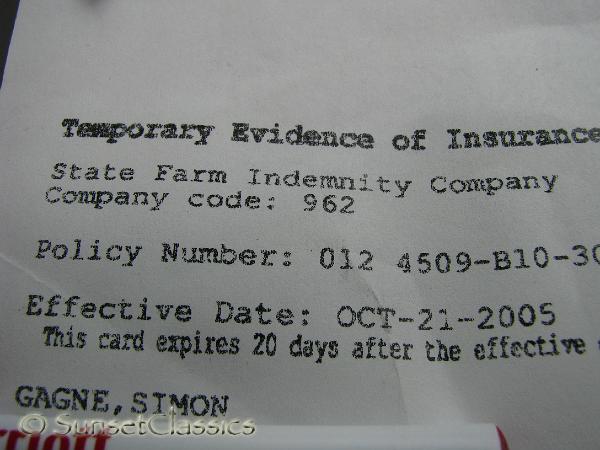 Temporary Evidence of Insurance
State Farm Indemnity Company
Company code: 962
Policy Number: 012 4509-B10-30
Effective Date: OCT-21-2005
This card expires 20 days after the effective
GAGNE, SIMON
© SunsetClassics